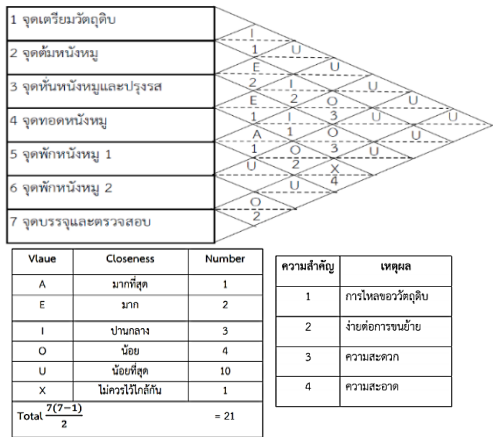 1 จุดเตรียมวัตถุดิบ
2 จุดต้มหนังหมู
3 จุดหั่นหนังหมูและปรุงรส
4 จุดทอดหนังหมู
5 จุดพักหนังหมู 1
6 จุดพักหนังหมู 2
7 จุดบรรจุและตรวจสอบ
I
1 U
E U
2 I U
E 2 O U
1 I 3 U U U
A 1 O
1 O 3 U
U 2 X
U 4
O
2
Vlaue Closeness Number
A มากที่สุด 1
E มาก 2
I ปานกลาง 3
O น้อย 4
U น้อยที่สุด 10
X ไม่ควรไว้ใกล้กัน 1
Total 7(7−1)/2 = 21
ความสำคัญ เหตุผล
1 การไหลขอวัตถุดิบ
2 ง่ายต่อการขนย้าย
3 ความสะดวก
4 ความสะอาด